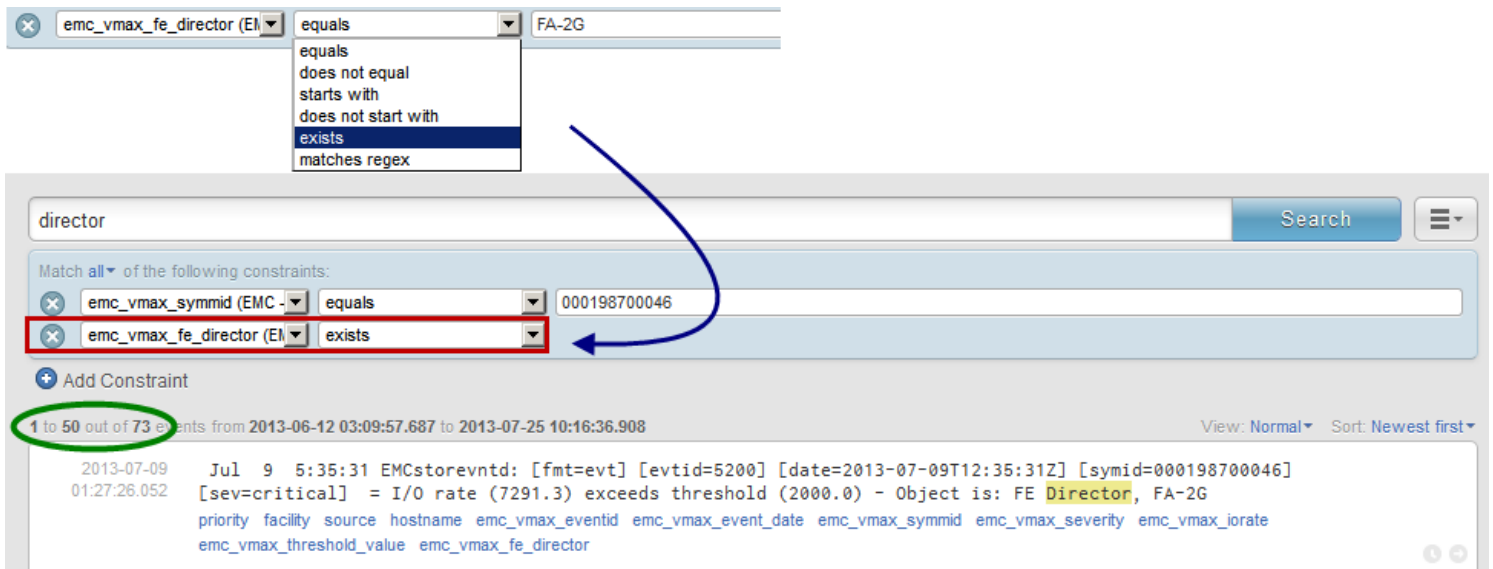 emc_vmax_fe_director (EM equals FA-2G
equals
does not equal
starts with
does not start with
exists
matches regex
director Search
Match all of the following constraints:
emc_vmax_symmid (EMC - equals 000198700046
emc_vmax_fe_director (EM exists
Add Constraint
1 to 50 out of 73 events from 2013-06-12 03:09:57.687 to 2013-07-25 10:16:36.908 View: Normal Sort: Newest first
2013-07-09 Jul 9 5:35:31 EMCstorevntd: [fmt=evt] [evtid=5200] [date=2013-07-09T12:35:31Z] [symid=000198700046]
01:27:26.052 [sev=critical] = I/O rate (7291.3) exceeds threshold (2000.0) - Object is: FE Director, FA-2G
priority facility source hostname emc_vmax_eventid emc_vmax_event_date emc_vmax_symmid emc_vmax_severity emc_vmax_iorate
emc_vmax_threshold_value emc_vmax_fe_director